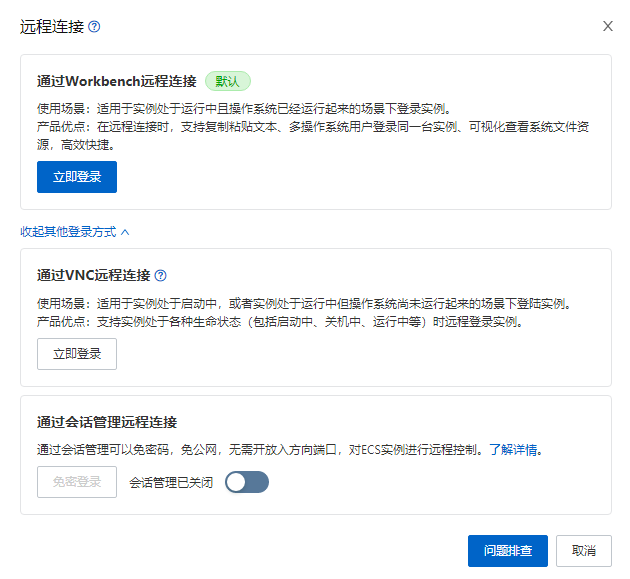 远程连接
通过Workbench远程连接 默认
使用场景：适用于实例处于运行中且操作系统已经运行起来的场景下登录实例。
产品优点：在远程连接时，支持复制粘贴文本、多操作系统用户登录同一台实例、可视化查看系统文件资
源，高效快捷。
立即登录
收起其他登录方式
通过VNC远程连接
使用场景：适用于实例处于启动中，或者实例处于运行中但操作系统尚未运行起来的场景下登陆实例。
产品优点：支持实例处于各种生命状态（包括启动中、关机中、运行中等）时远程登录实例。
立即登录
通过会话管理远程连接
通过会话管理可以免密码，免公网，无需开放入方向端口，对ECS实例进行远程控制。了解详情。
免密登录 会话管理已关闭
问题排查 取消